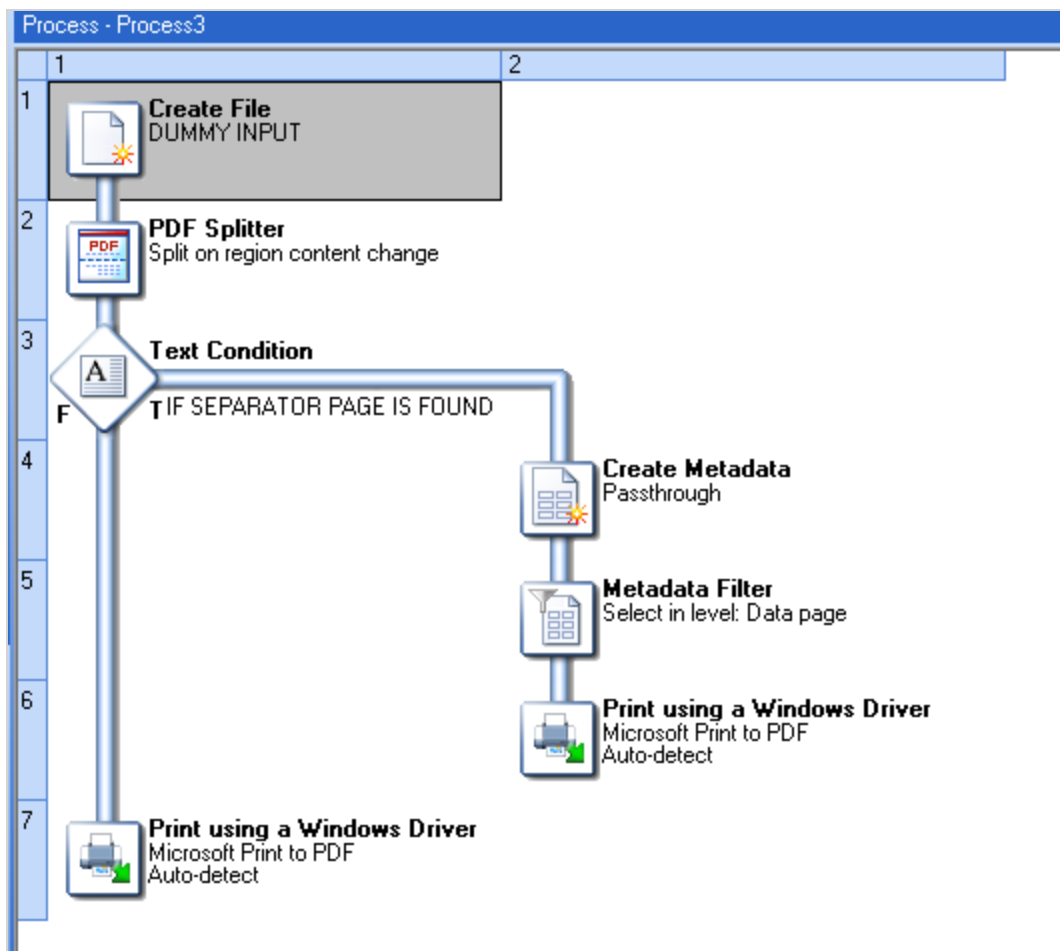 Process - Process3
1
2
1
Create File
DUMMY INPUT
2
PDF
PDF Splitter
Split on region content change
3
A
Text Condition
F
T
IF SEPARATOR PAGE IS FOUND
4
Create Metadata
Passthrough
5
Metadata Filter
Select in level: Data page
6
Print using a Windows Driver
Microsoft Print to PDF
Auto-detect
7
Print using a Windows Driver
Microsoft Print to PDF
Auto-detect